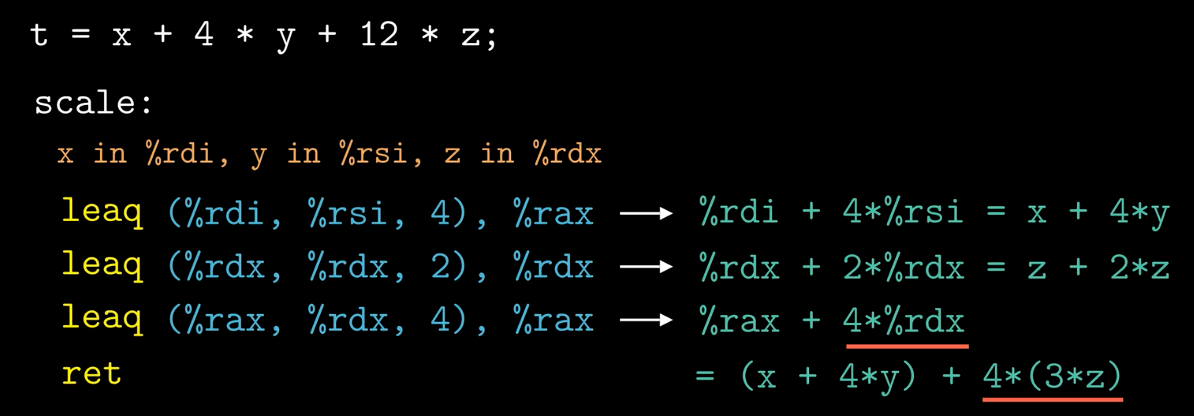 t = x + 4 * y + 12 * z;
scale:
x in %rdi, y in %rsi, z in %rdx
leaq (%rdi, %rsi, 4), %rax → %rdi + 4*%rsi = x + 4*y
leaq (%rdx, %rdx, 2), %rdx → %rdx + 2*%rdx = z + 2*z
leaq (%rax, %rdx, 4), %rax → %rax + 4*%rdx
ret = (x + 4*y) + 4*(3*z)